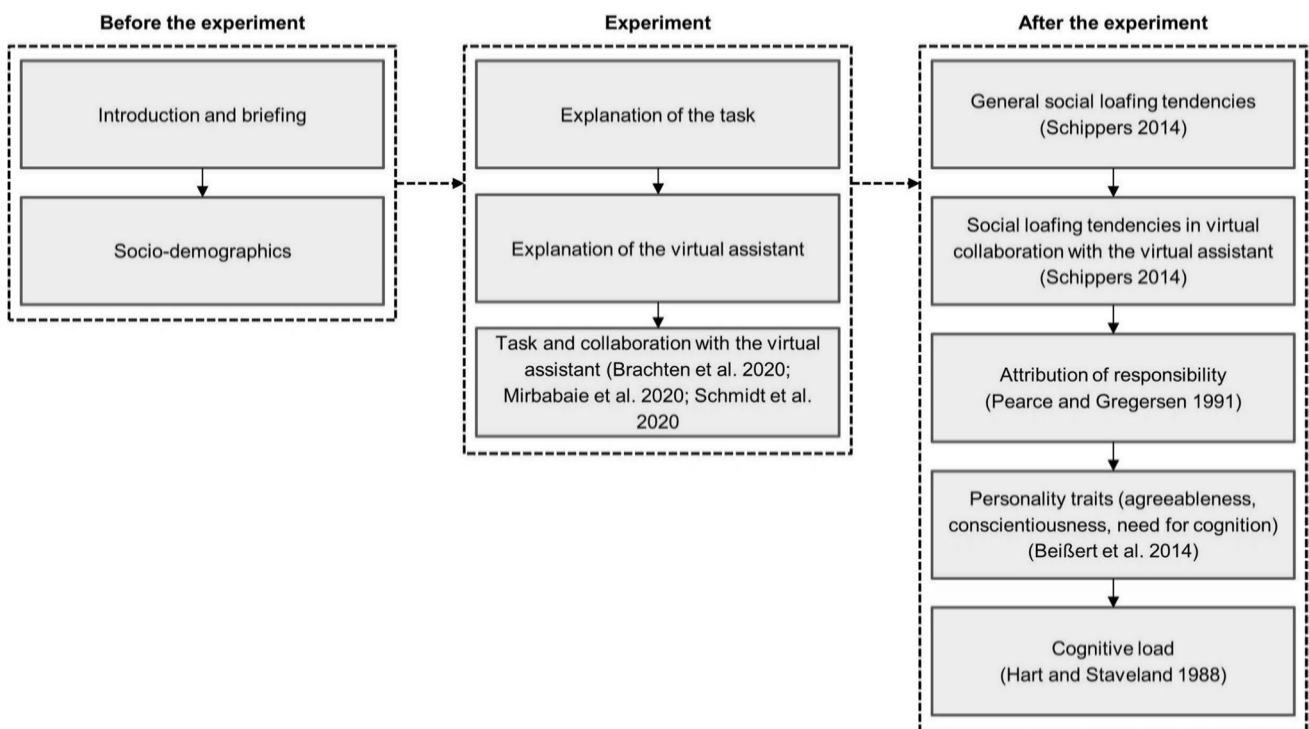 Before the experiment
Introduction and briefing
Socio-demographics
Experiment
Explanation of the task
Explanation of the virtual assistant
Task and collaboration with the virtual
assistant (Brachten et al. 2020;
Mirbabaie et al. 2020; Schmidt et al.
2020
After the experiment
General social loafing tendencies
(Schippers 2014)
Social loafing tendencies in virtual
collaboration with the virtual assistant
(Schippers 2014)
Attribution of responsibility
(Pearce and Gregersen 1991)
Personality traits (agreeableness,
conscientiousness, need for cognition)
(Beißert et al. 2014)
Cognitive load
(Hart and Staveland 1988)